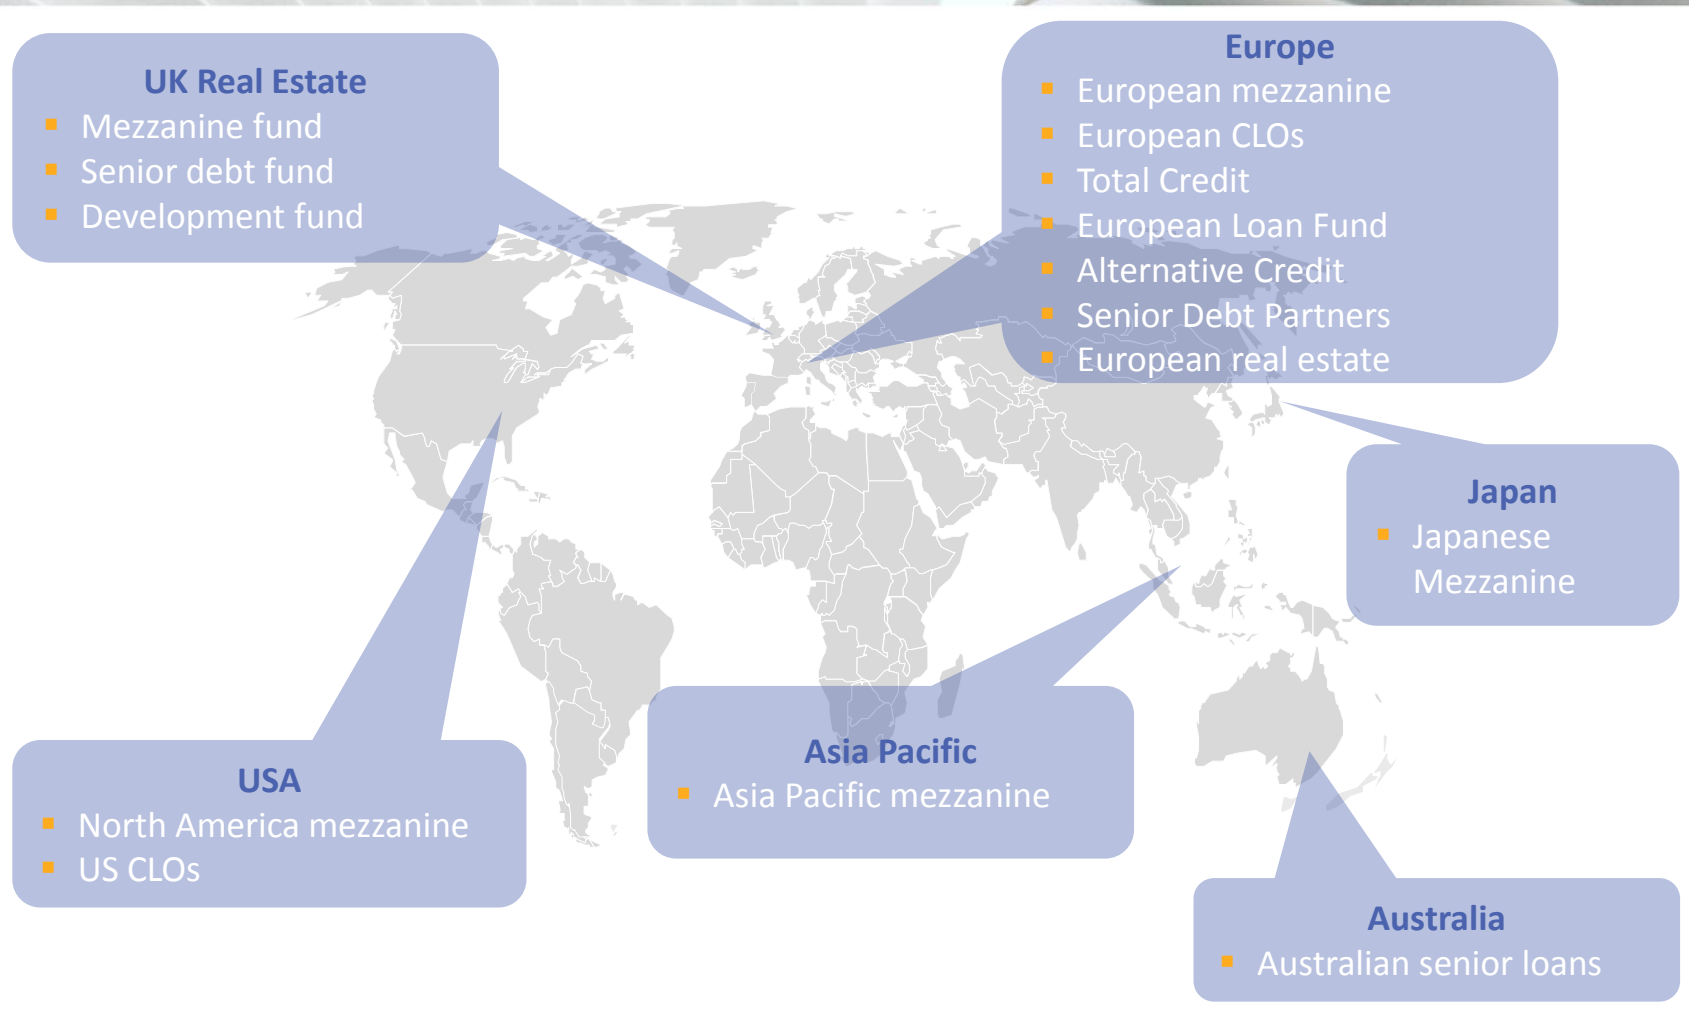 UK Real Estate
Mezzanine fund
Senior debt fund
Development fund
Europe
European mezzanine
European CLOs
Total Credit
European Loan Fund
Alternative Credit
Senior Debt Partners
European real estate
Japan
Japanese
Mezzanine
USA
North America mezzanine
US CLOs
Asia Pacific
Asia Pacific mezzanine
Australia
Australian senior loans